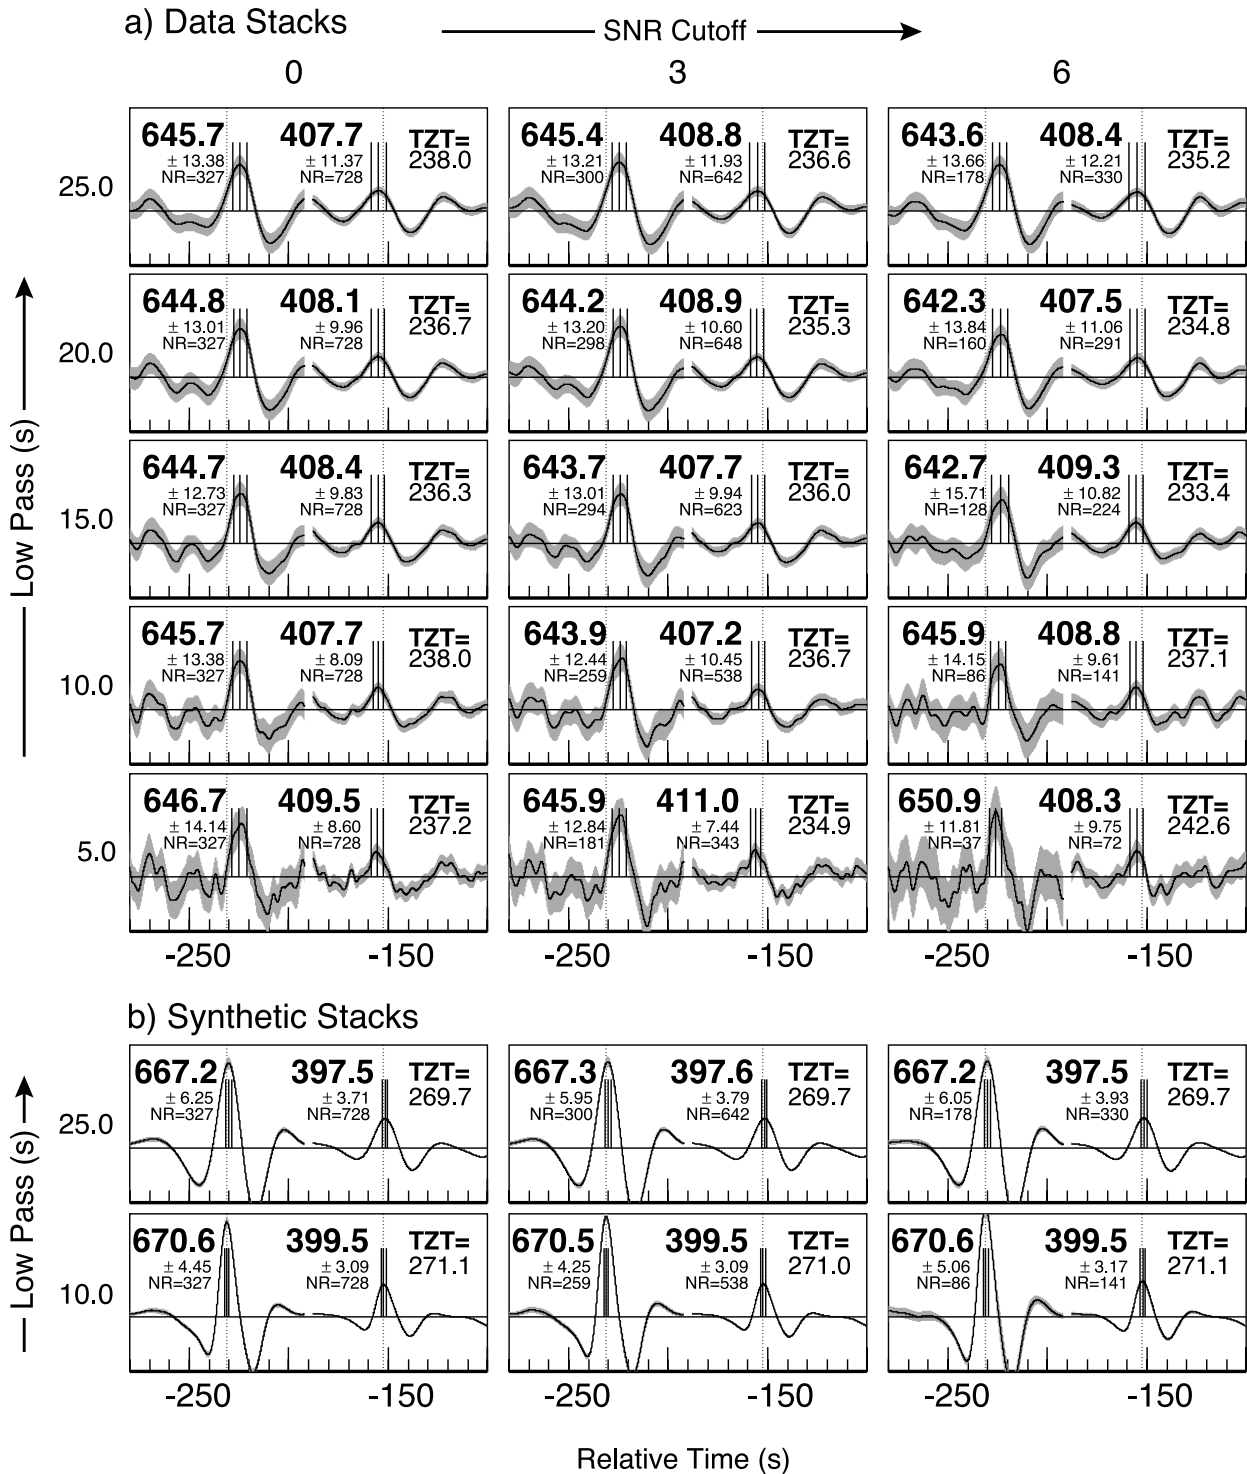 a) Data Stacks
SNR Cutoff
0 3 6
645.7 407.7 TZT=
± 13.38 ± 11.37 238.0
NR=327 NR=728
645.4 408.8 TZT=
± 13.21 ± 11.93 236.6
NR=300 NR=642
643.6 408.4 TZT=
± 13.66 ± 12.21 235.2
NR=178 NR=330
25.0
644.8 408.1 TZT=
± 13.01 ± 9.96 236.7
NR=327 NR=728
644.2 408.9 TZT=
± 13.20 ± 10.60 235.3
NR=298 NR=648
642.3 407.5 TZT=
± 13.84 ± 11.06 234.8
NR=160 NR=291
20.0
644.7 408.4 TZT=
± 12.73 ± 9.83 236.3
NR=327 NR=728
643.7 407.7 TZT=
± 13.01 ± 9.94 236.0
NR=294 NR=623
642.7 409.3 TZT=
± 15.71 ± 10.82 233.4
NR=128 NR=224
15.0
645.7 407.7 TZT=
± 13.38 ± 8.09 238.0
NR=327 NR=728
643.9 407.2 TZT=
± 12.44 ± 10.45 236.7
NR=259 NR=538
645.9 408.8 TZT=
± 14.15 ± 9.61 237.1
NR=86 NR=141
10.0
646.7 409.5 TZT=
± 14.14 ± 8.60 237.2
NR=327 NR=728
645.9 411.0 TZT=
± 12.84 ± 7.44 234.9
NR=181 NR=343
650.9 408.3 TZT=
± 11.81 ± 9.75 242.6
NR=37 NR=72
5.0
Low Pass (s)
-250 -150 -250 -150 -250 -150
b) Synthetic Stacks
667.2 397.5 TZT=
± 6.25 ± 3.71 269.7
NR=327 NR=728
667.3 397.6 TZT=
± 5.95 ± 3.79 269.7
NR=300 NR=642
667.2 397.5 TZT=
± 6.05 ± 3.93 269.7
NR=178 NR=330
25.0
670.6 399.5 TZT=
± 4.45 ± 3.09 271.1
NR=327 NR=728
670.5 399.5 TZT=
± 4.25 ± 3.09 271.0
NR=259 NR=538
670.6 399.5 TZT=
± 5.06 ± 3.17 271.1
NR=86 NR=141
10.0
Low Pass (s)
-250 -150 -250 -150 -250 -150
Relative Time (s)